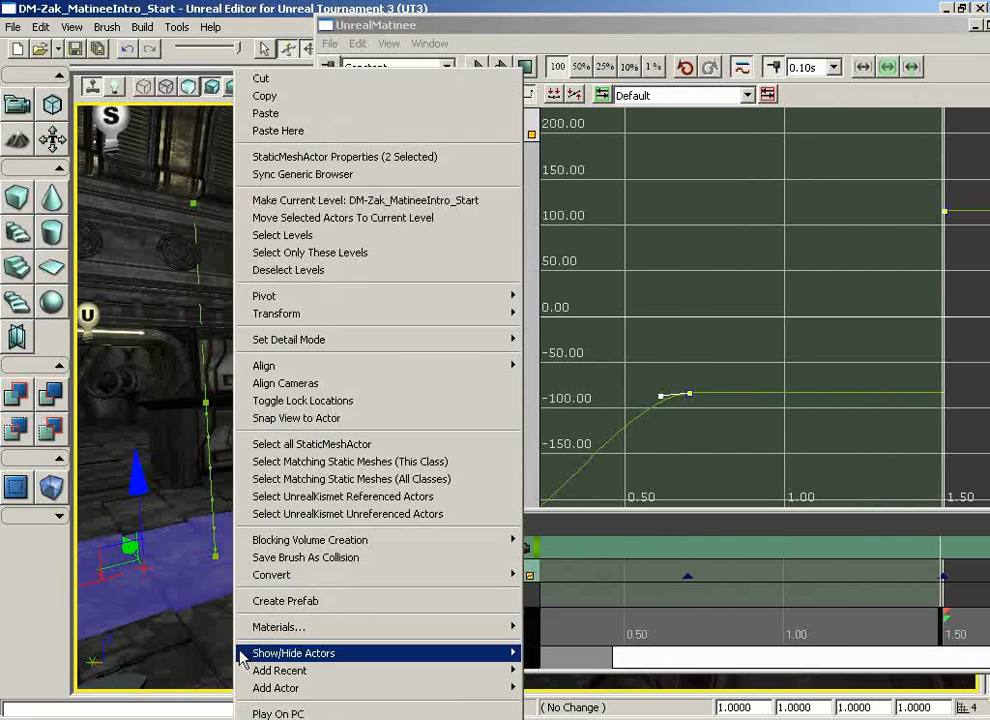 DM-Zak_MatineeIntro_Start - Unreal Editor for Unreal Tournament 3 (UT3)
File Edit View Brush Build Tools Help
UnrealMatinee
File Edit View Window
Constant
100 50% 25% 10% 1 % 0.10s
Default
S
U
Cut
Copy
Paste
Paste Here
StaticMeshActor Properties (2 Selected)
Sync Generic Browser
Make Current Level: DM-Zak_MatineeIntro_Start
Move Selected Actors To Current Level
Select Levels
Select Only These Levels
Deselect Levels
Pivot
Transform
Set Detail Mode
Align
Align Cameras
Toggle Lock Locations
Snap View to Actor
Select all StaticMeshActor
Select Matching Static Meshes (This Class)
Select Matching Static Meshes (All Classes)
Select UnrealKismet Referenced Actors
Select UnrealKismet Unreferenced Actors
Blocking Volume Creation
Save Brush As Collision
Convert
Create Prefab
Materials...
Show/Hide Actors
Add Recent
Add Actor
Play On PC
200.00
150.00
100.00
50.00
0.00
-50.00
-100.00
-150.00
0.50 1.00 1.50
0.50 1.00 1.50
( No Change ) 1.0000 1.0000 1.0000 1.0000 4